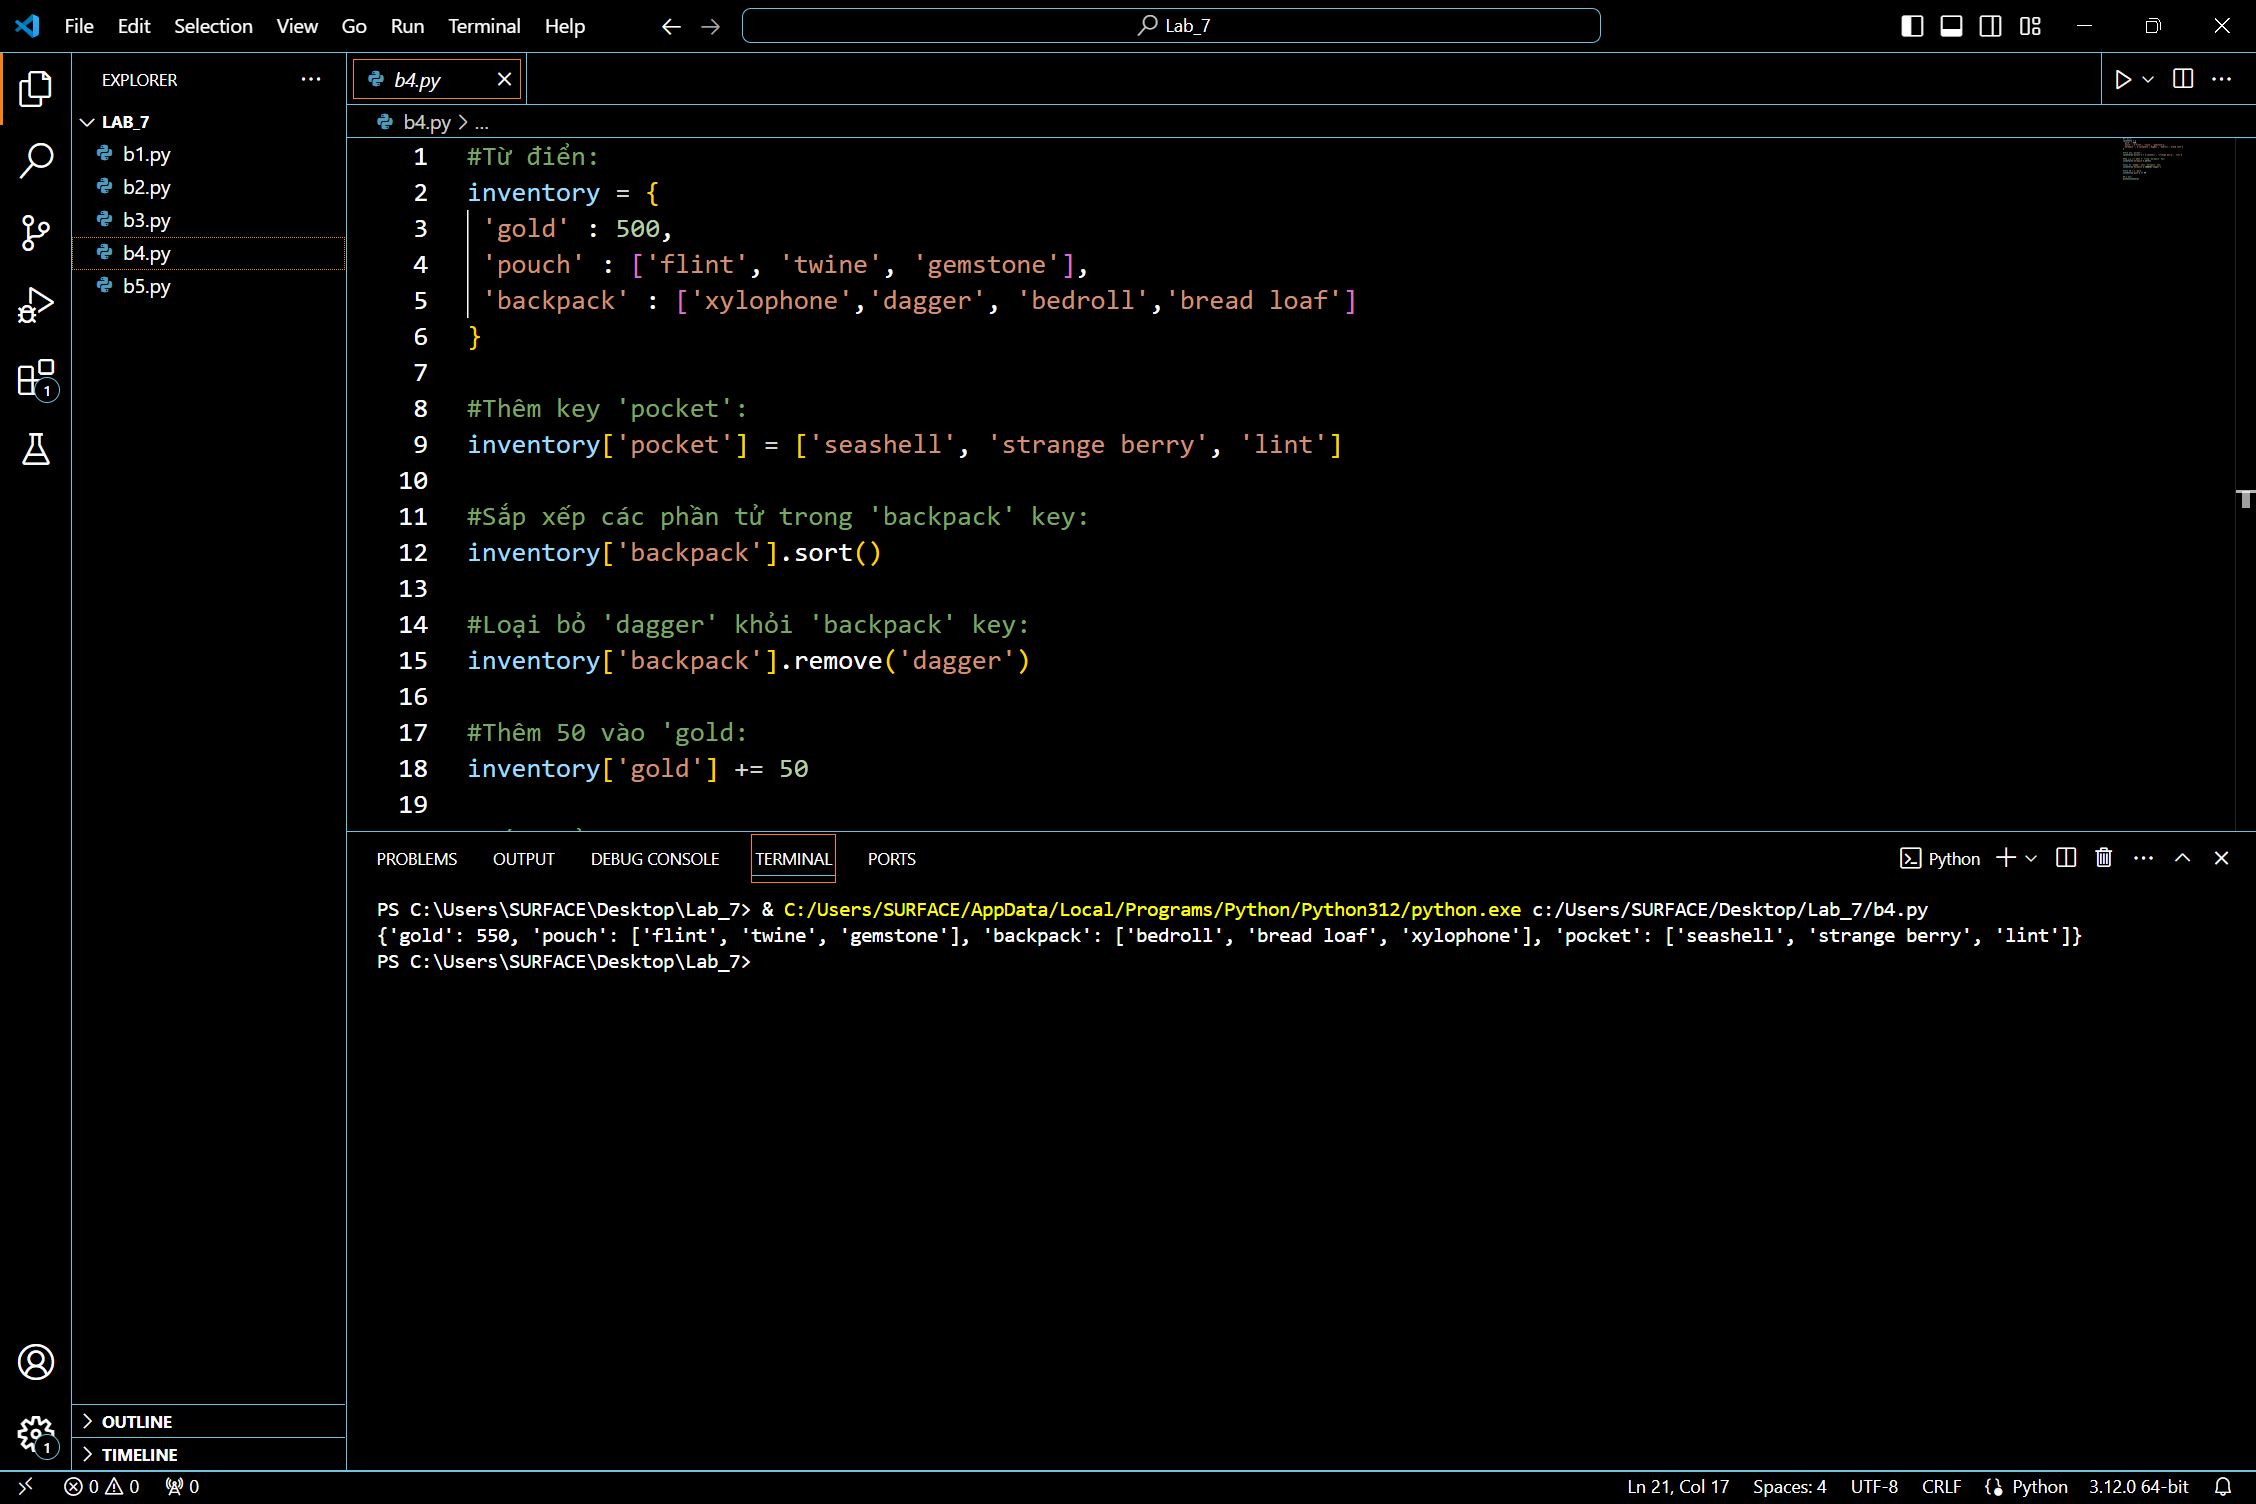 File Edit Selection View Go Run Terminal Help
Lab_7
EXPLORER
LAB_7
b1.py
b2.py
b3.py
b4.py
b5.py
OUTLINE
TIMELINE
b4.py
b4.py > ...
1 #Từ điển:
2 inventory = {
3 'gold' : 500,
4 'pouch' : ['flint', 'twine', 'gemstone'],
5 'backpack' : ['xylophone','dagger', 'bedroll','bread loaf']
6 }
7
8 #Thêm key 'pocket':
9 inventory['pocket'] = ['seashell', 'strange berry', 'lint']
10
11 #Sắp xếp các phần tử trong 'backpack' key:
12 inventory['backpack'].sort()
13
14 #Loại bỏ 'dagger' khỏi 'backpack' key:
15 inventory['backpack'].remove('dagger')
16
17 #Thêm 50 vào 'gold:
18 inventory['gold'] += 50
19
PROBLEMS OUTPUT DEBUG CONSOLE TERMINAL PORTS
Python
PS C:\Users\SURFACE\Desktop\Lab_7> & C:/Users/SURFACE/AppData/Local/Programs/Python/Python312/python.exe c:/Users/SURFACE/Desktop/Lab_7/b4.py
{'gold': 550, 'pouch': ['flint', 'twine', 'gemstone'], 'backpack': ['bedroll', 'bread loaf', 'xylophone'], 'pocket': ['seashell', 'strange berry', 'lint']}
PS C:\Users\SURFACE\Desktop\Lab_7>
1
1
0 0 0
Ln 21, Col 17 Spaces: 4 UTF-8 CRLF Python 3.12.0 64-bit